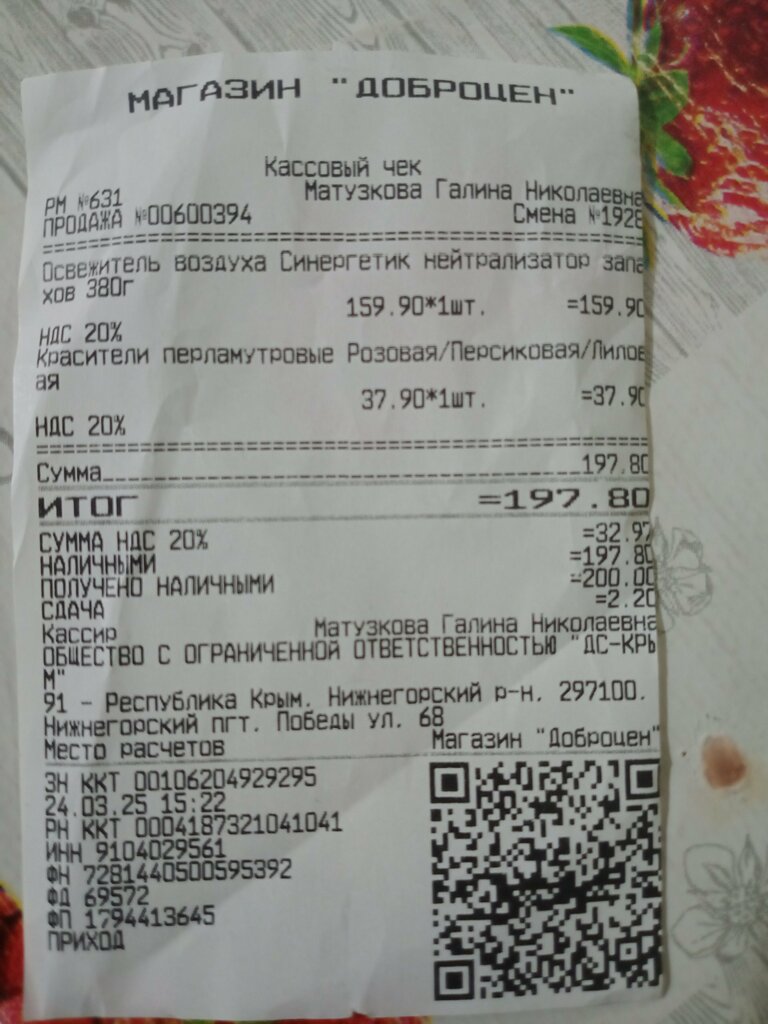 МАГАЗИН "ДОБРОЦЕН"
Кассовый чек
РМ №631 Матузкова Галина Николаевна
ПРОДАЖА №00600394 Смена №1928
Освежитель воздуха Синергетик нейтрализатор запа
хов 380г
159.90*1шт. =159.90
НДС 20%
Красители перламутровые Розовая/Персиковая/Лилов
ая
37.90*1шт. =37.90
НДС 20%
Сумма 197.80
ИТОГ =197.80
СУММА НДС 20% =32.97
НАЛИЧНЫМИ =197.80
ПОЛУЧЕНО НАЛИЧНЫМИ =200.00
СДАЧА =2.20
Кассир Матузкова Галина Николаевна
ОБЩЕСТВО С ОГРАНИЧЕННОЙ ОТВЕТСТВЕННОСТЬЮ "ДС-КРЫ
М"
91 - Республика Крым. Нижнегорский р-н. 297100.
Нижнегорский пгт. Победы ул. 68
Место расчетов Магазин "Доброцен"
ЗН ККТ 00106204929295
24.03.25 15:22
РН ККТ 0004187321041041
ИНН 9104029561
ФН 7281440500595392
ФД 69572
ФП 1794413645
ПРИХОД